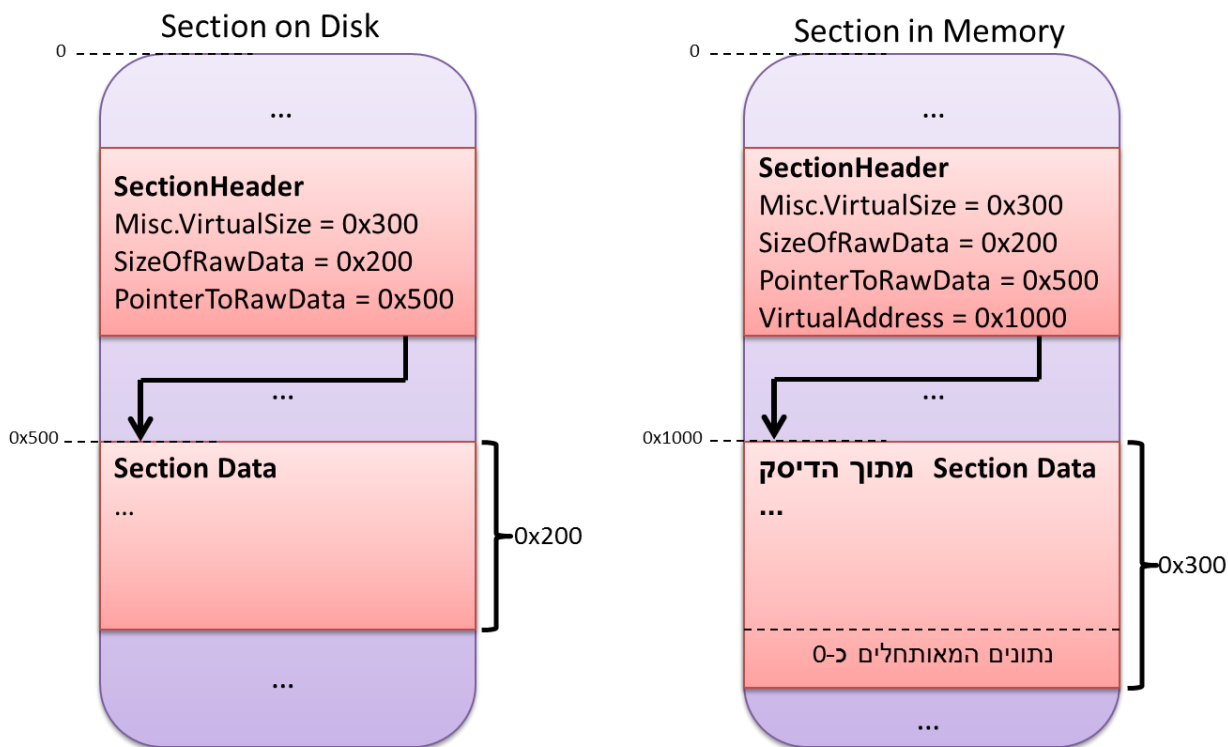 Section on Disk
0
...
SectionHeader
Misc.VirtualSize = 0x300
SizeOfRawData = 0x200
PointerToRawData = 0x500
...
0x500
Section Data
...
0x200
...
Section in Memory
0
...
SectionHeader
Misc.VirtualSize = 0x300
SizeOfRawData = 0x200
PointerToRawData = 0x500
VirtualAddress = 0x1000
...
0x1000
Section Data מתוך הדיסק
...
0x300
נתונים המאותחלים כ-0
...